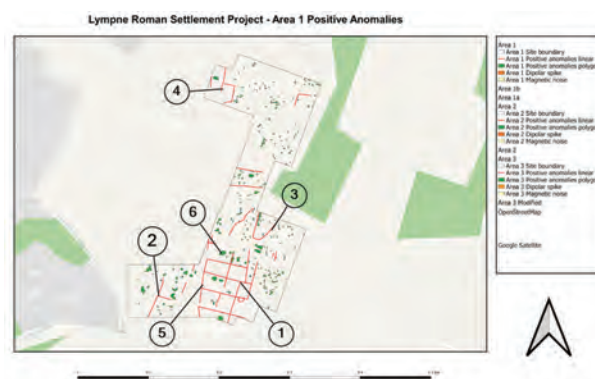 Lympne Roman Settlement Project - Area 1 Positive Anomalies
4
3
6
2
5
1
Area 1
Area 1 Site boundary
Area 1 Positive anomalies linear
Area 1 Positive anomalies polygo
Area 1 Dipolar spike
Area 1 Magnetic noise
Area 1b
Area 1a
Area 2
Area 2 Site boundary
Area 2 Positive anomalies linear
Area 2 Positive anomalies polygo
Area 2 Dipolar spike
Area 2 Magnetic noise
Area 2
Area 3
Area 3 Site boundary
Area 3 Positive anomalies linear
Area 3 Positive anomalies polygo
Area 3 Dipolar spike
Area 3 Magnetic noise
Area 3 Modified
OpenStreetMap
Google Satellite